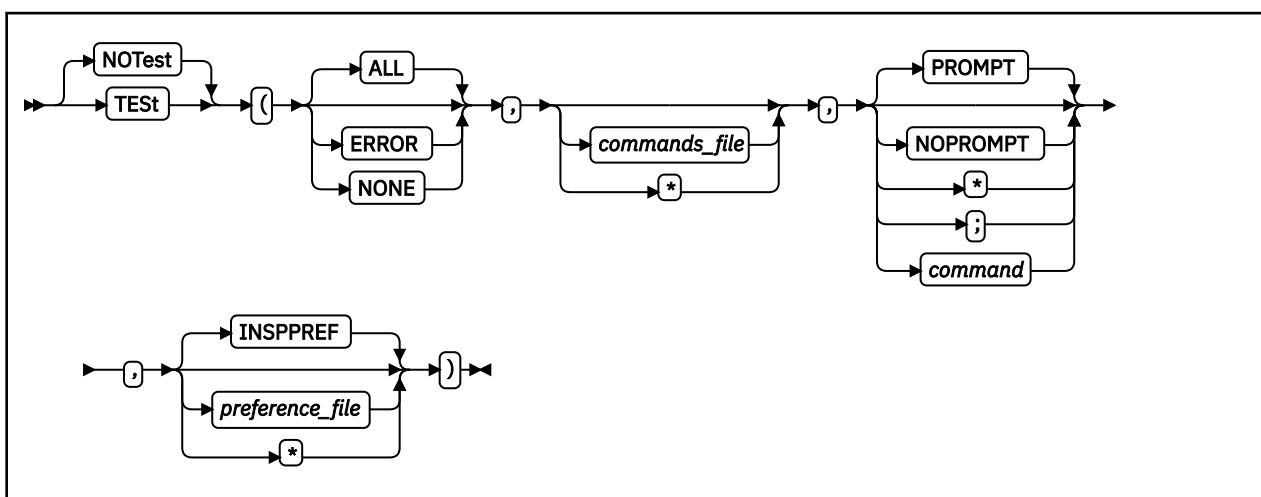 NOTest
TESt ( ALL , , PROMPT
ERROR commands_file NOPROMPT
NONE * *
;
command
, INSPPREF )
preference_file
*